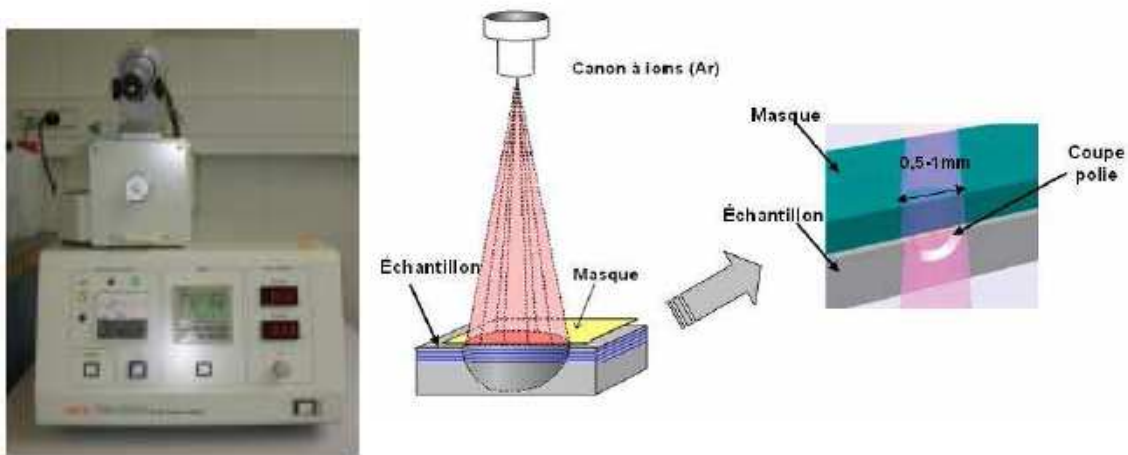 Canon à ions (Ar)
Échantillon
Masque
Masque
0,5-1mm
Coupe
polie
Échantillon